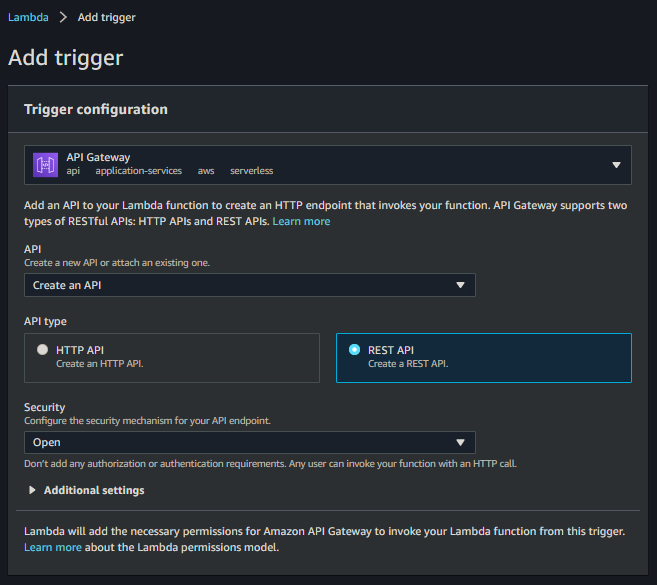 Lambda > Add trigger
Add trigger
Trigger configuration
API Gateway
api application-services aws serverless
Add an API to your Lambda function to create an HTTP endpoint that invokes your function. API Gateway supports two
types of RESTful APIs: HTTP APIs and REST APIs. Learn more
API
Create a new API or attach an existing one.
Create an API
API type
HTTP API
Create an HTTP API.
REST API
Create a REST API.
Security
Configure the security mechanism for your API endpoint.
Open
Don't add any authorization or authentication requirements. Any user can invoke your function with an HTTP call.
Additional settings
Lambda will add the necessary permissions for Amazon API Gateway to invoke your Lambda function from this trigger.
Learn more about the Lambda permissions model.